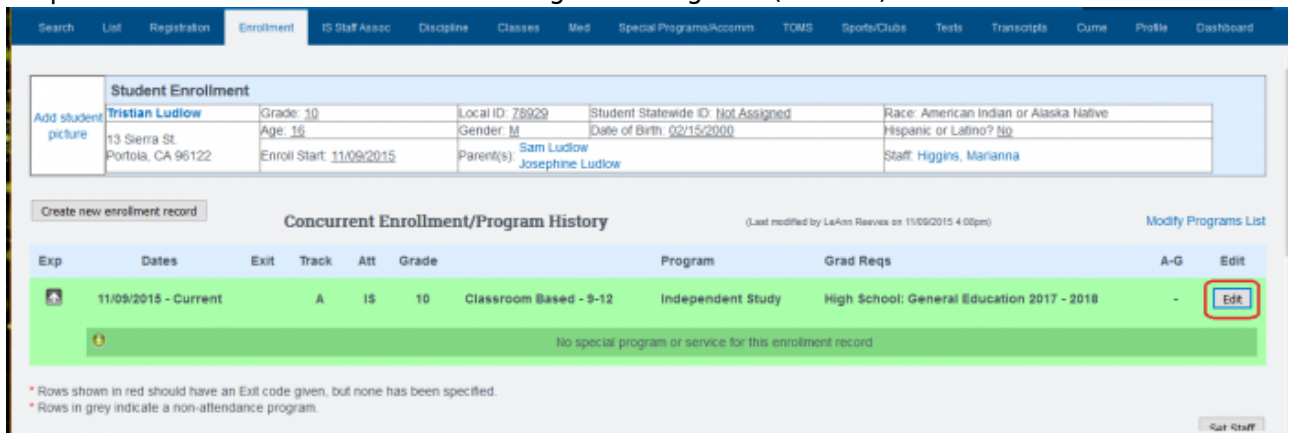 Search List Registration Enrollment IS Staff Assoc Discipline Classes Med Special Programs/Accomm TOMS Sports/Clubs Tests Transcripts Cume Profile Dashboard
Student Enrollment
Add student picture
Tristian Ludlow Grade: 10 Local ID: 78929 Student Statewide ID: Not Assigned Race: American Indian or Alaska Native
13 Sierra St. Age: 16 Gender: M Date of Birth: 02/15/2000 Hispanic or Latino? No
Portola, CA 96122 Enroll Start: 11/09/2015 Parent(s): Sam Ludlow Staff: Higgins, Marianna
Josephine Ludlow
Create new enrollment record Concurrent Enrollment/Program History (Last modified by LeAnn Reeves on 11/09/2015 4:08pm) Modify Programs List
Exp Dates Exit Track Att Grade Program Grad Reqs A-G Edit
11/09/2015 - Current A IS 10 Classroom Based - 9-12 Independent Study High School: General Education 2017 - 2018 - Edit
No special program or service for this enrollment record
* Rows shown in red should have an Exit code given, but none has been specified.
* Rows in grey indicate a non-attendance program.
Set Staff